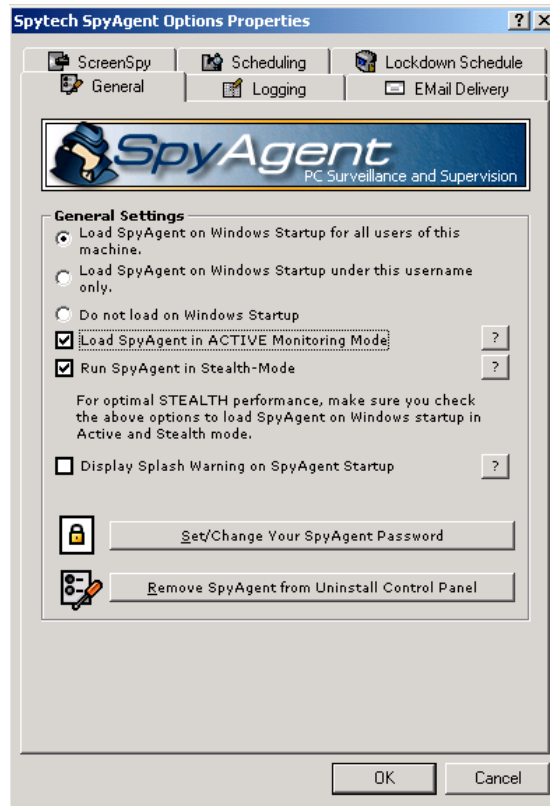 Spytech SpyAgent Options Properties
ScreenSpy
Scheduling
Lockdown Schedule
General
Logging
EMail Delivery
SpyAgent
PC Surveillance and Supervision
General Settings
Load SpyAgent on Windows Startup for all users of this
machine.
Load SpyAgent on Windows Startup under this username
only.
Do not load on Windows Startup
Load SpyAgent in ACTIVE Monitoring Mode
?
Run SpyAgent in Stealth-Mode
?
For optimal STEALTH performance, make sure you check
the above options to load SpyAgent on Windows startup in
Active and Stealth mode.
Display Splash Warning on SpyAgent Startup
?
Set/Change Your SpyAgent Password
Remove SpyAgent from Uninstall Control Panel
OK
Cancel